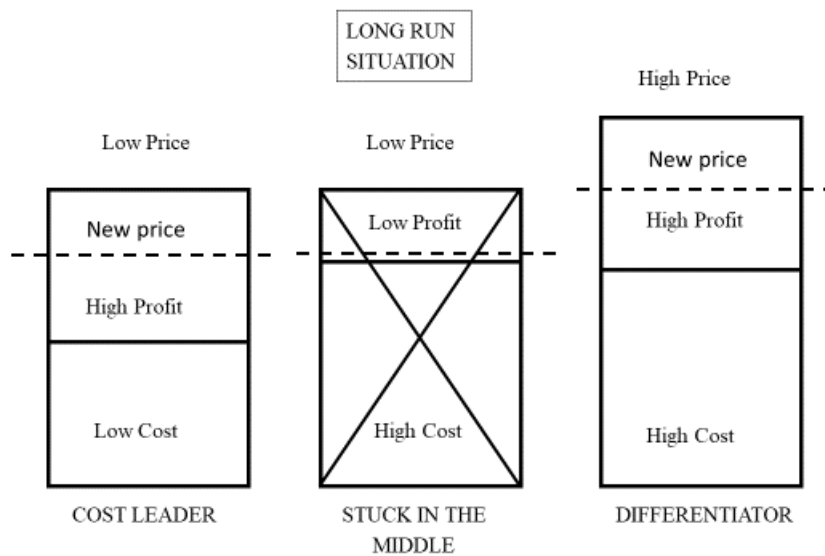 LONG RUN
SITUATION
Low Price
New price
High Profit
Low Cost
COST LEADER
Low Price
Low Profit
High Cost
STUCK IN THE
MIDDLE
High Price
New price
High Profit
High Cost
DIFFERENTIATOR